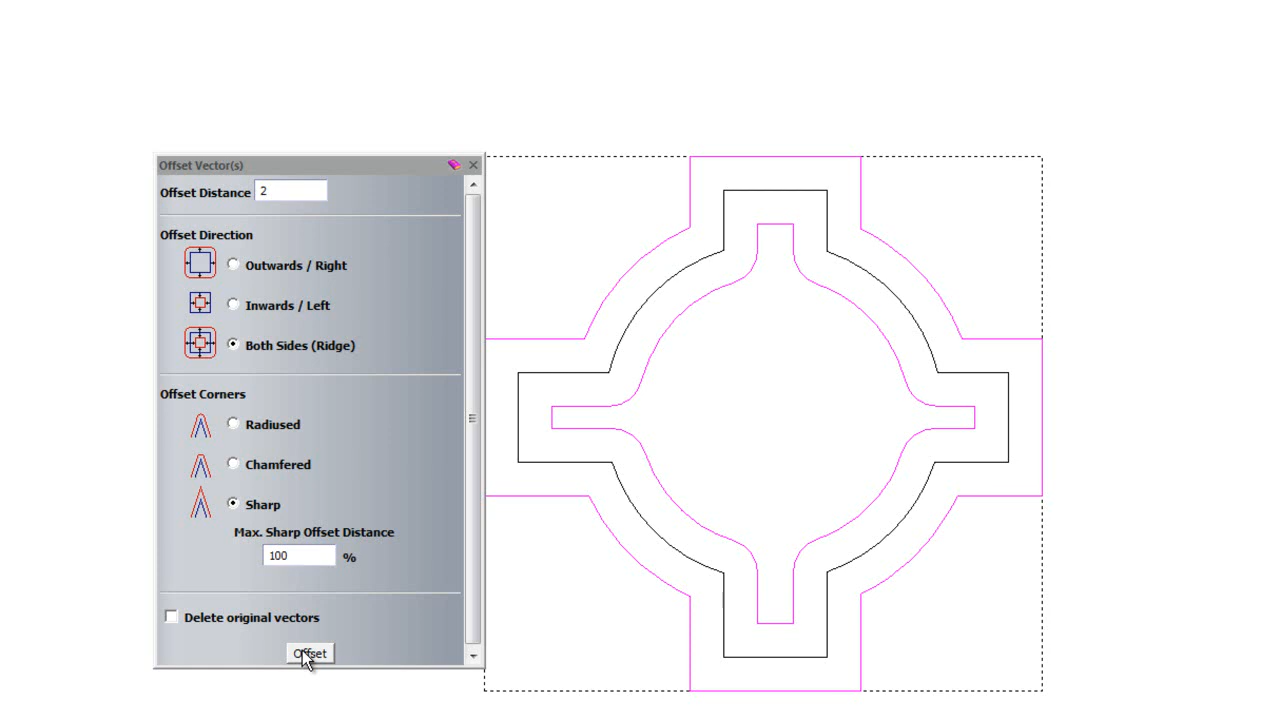 Offset Vector(s)
Offset Distance 2
Offset Direction
Outwards / Right
Inwards / Left
Both Sides (Ridge)
Offset Corners
Radiused
Chamfered
Sharp
Max. Sharp Offset Distance
100 %
Delete original vectors
Offset